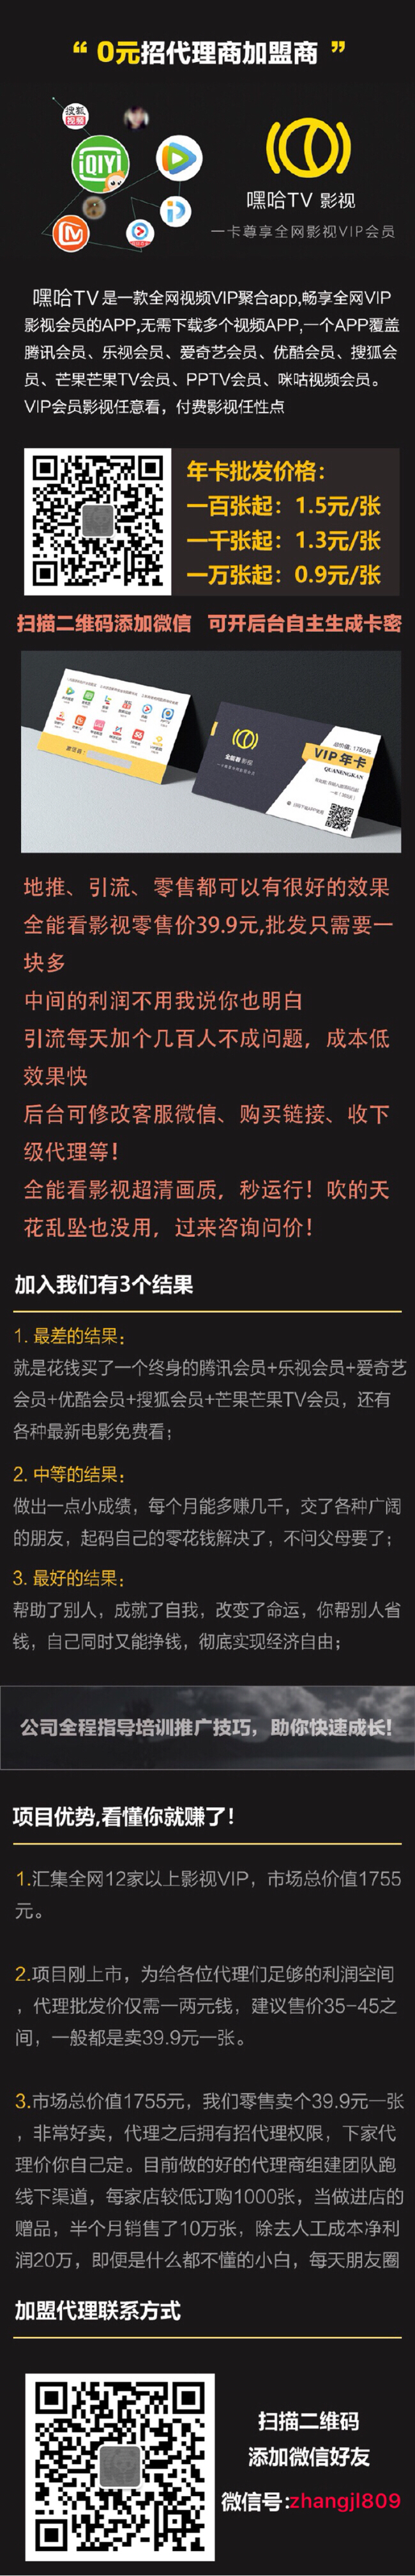 “ 0元招代理商加盟商 ”
搜狐
视频
iQIYI
嘿哈TV 影视
一卡尊享全网影视VIP会员
嘿哈TV是一款全网视频VIP聚合app,畅享全网VIP
影视会员的APP,无需下载多个视频APP,一个APP覆盖
腾讯会员、乐视会员、爱奇艺会员、优酷会员、搜狐会
员、芒果芒果TV会员、PPTV会员、咪咕视频会员。
VIP会员影视任意看，付费影视任性点
年卡批发价格：
一百张起：1.5元/张
一千张起：1.3元/张
一万张起：0.9元/张
扫描二维码添加微信 可开后台自主生成卡密
总价值：1750元
VIP年卡
QUANENGKAN
全能看影视
地推、引流、零售都可以有很好的效果
全能看影视零售价39.9元,批发只需要一
块多
中间的利润不用我说你也明白
引流每天加个几百人不成问题，成本低
效果快
后台可修改客服微信、购买链接、收下
级代理等！
全能看影视超清画质，秒运行！吹的天
花乱坠也没用，过来咨询问价！
加入我们有3个结果
1. 最差的结果：
就是花钱买了一个终身的腾讯会员+乐视会员+爱奇艺
会员+优酷会员+搜狐会员+芒果芒果TV会员，还有
各种最新电影免费看；
2. 中等的结果：
做出一点小成绩，每个月能多赚几千，交了各种广阔
的朋友，起码自己的零花钱解决了，不问父母要了；
3. 最好的结果：
帮助了别人，成就了自我，改变了命运，你帮别人省
钱，自己同时又能挣钱，彻底实现经济自由；
公司全程指导培训推广技巧，助你快速成长!
项目优势,看懂你就赚了！
1.汇集全网12家以上影视VIP，市场总价值1755
元。
2.项目刚上市，为给各位代理们足够的利润空间
，代理批发价仅需一两元钱，建议售价35-45之
间，一般都是卖39.9元一张。
3.市场总价值1755元，我们零售卖个39.9元一张
，非常好卖，代理之后拥有招代理权限，下家代
理价你自己定。目前做的好的代理商组建团队跑
线下渠道，每家店较低订购1000张，当做进店的
赠品，半个月销售了10万张，除去人工成本净利
润20万，即便是什么都不懂的小白，每天朋友圈
加盟代理联系方式
扫描二维码
添加微信好友
微信号:zhangjl809